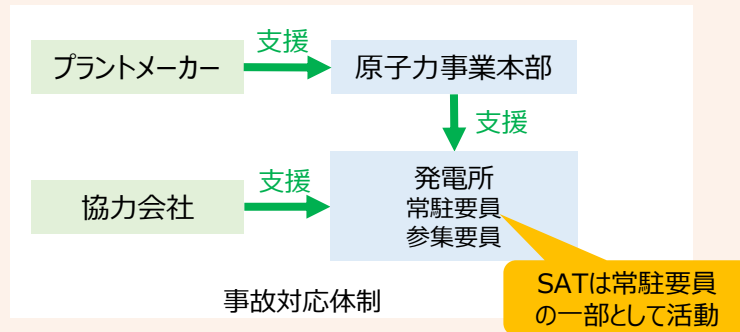 支援
プラントメーカー
原子力事業本部
支援
支援
協力会社
発電所
常駐要員
参集要員
事故対応体制
SATは常駐要員
の一部として活動